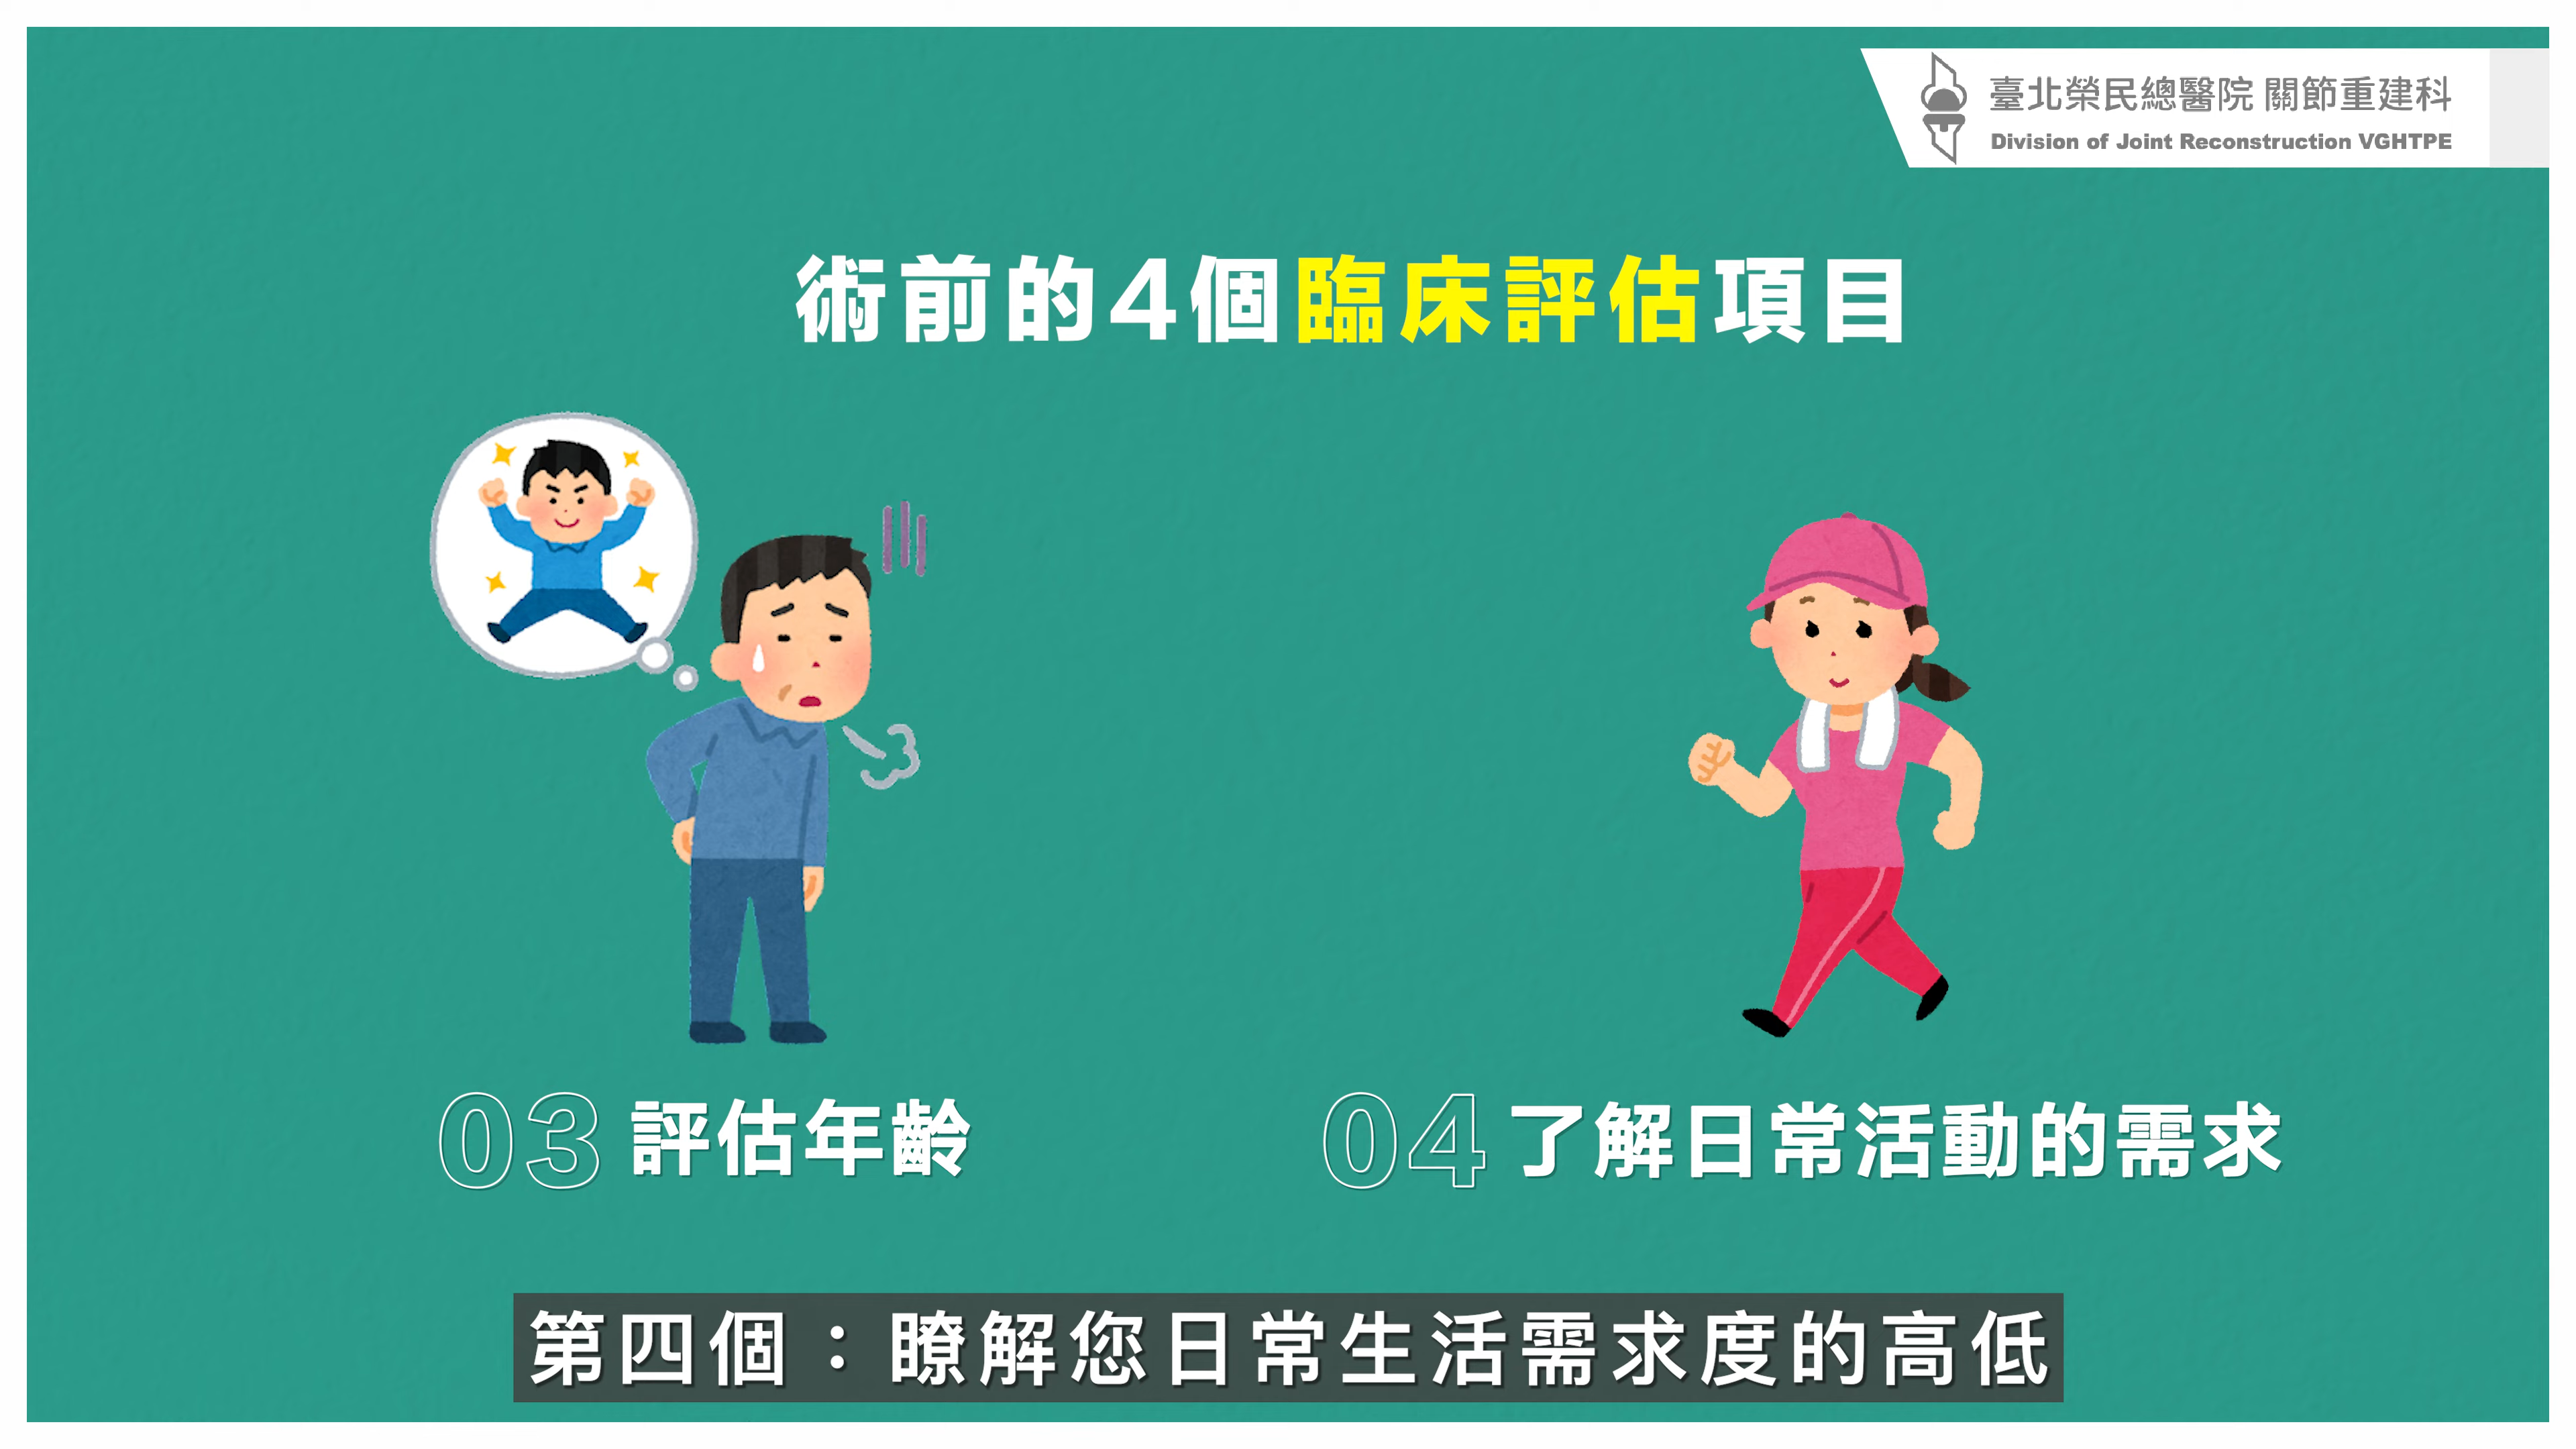 臺北榮民總醫院 關節重建科
Division of Joint Reconstruction VGHTPE
術前的4個臨床評估項目
03 評估年齡
04 了解日常活動的需求
第四個：瞭解您日常生活需求度的高低